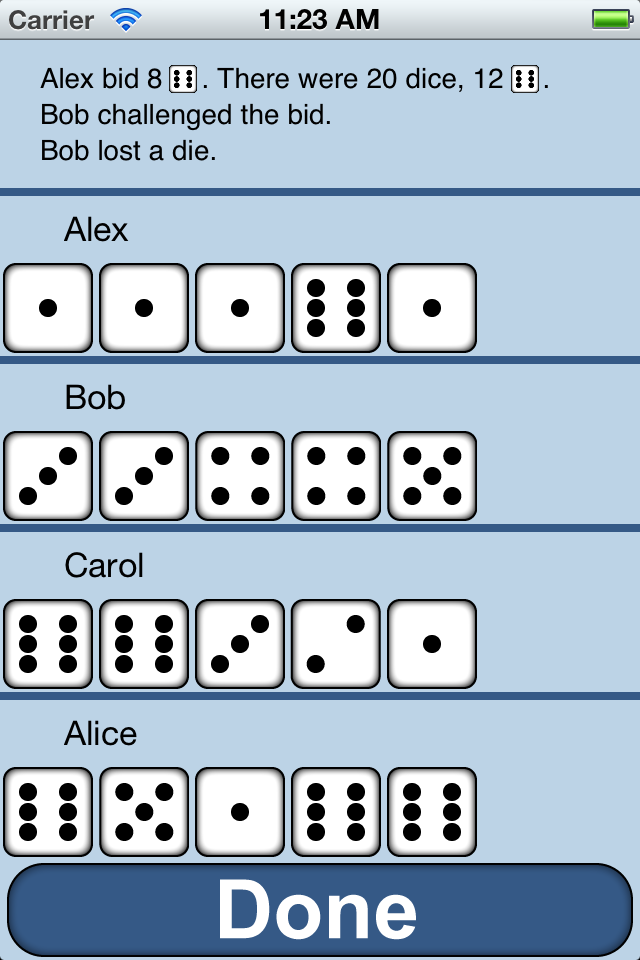 Carrier 11:23 AM
Alex bid 8 ⚅. There were 20 dice, 12 ⚅.
Bob challenged the bid.
Bob lost a die.
Alex
Bob
Carol
Alice
Done